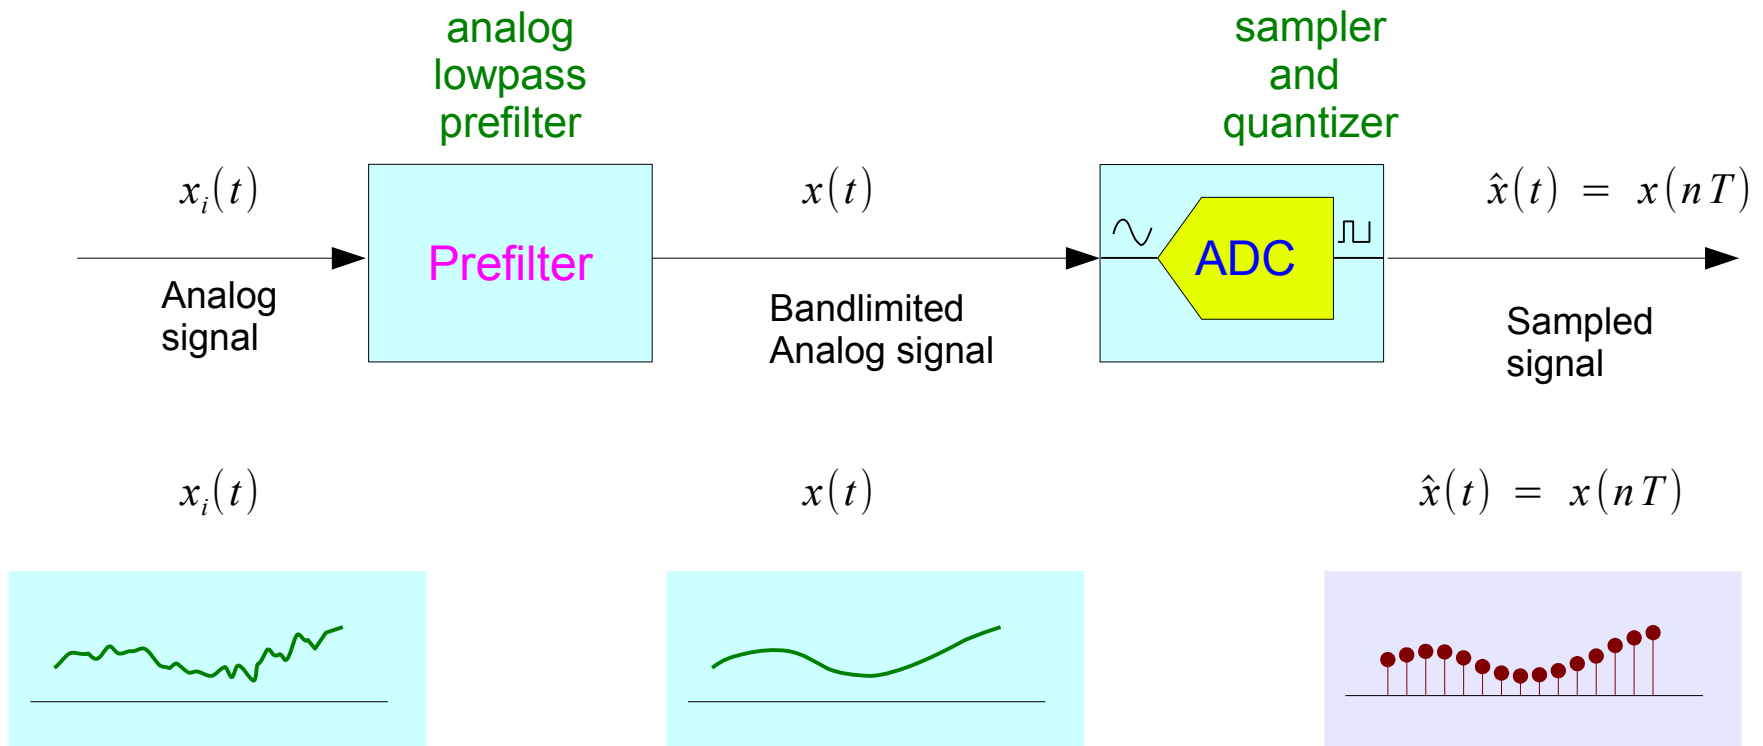 analog
lowpass
prefilter
sampler
and
quantizer
x_i(t)
x(t)
x̂(t) = x(nT)
Prefilter
ADC
Analog
signal
Bandlimited
Analog signal
Sampled
signal
x_i(t)
x(t)
x̂(t) = x(nT)